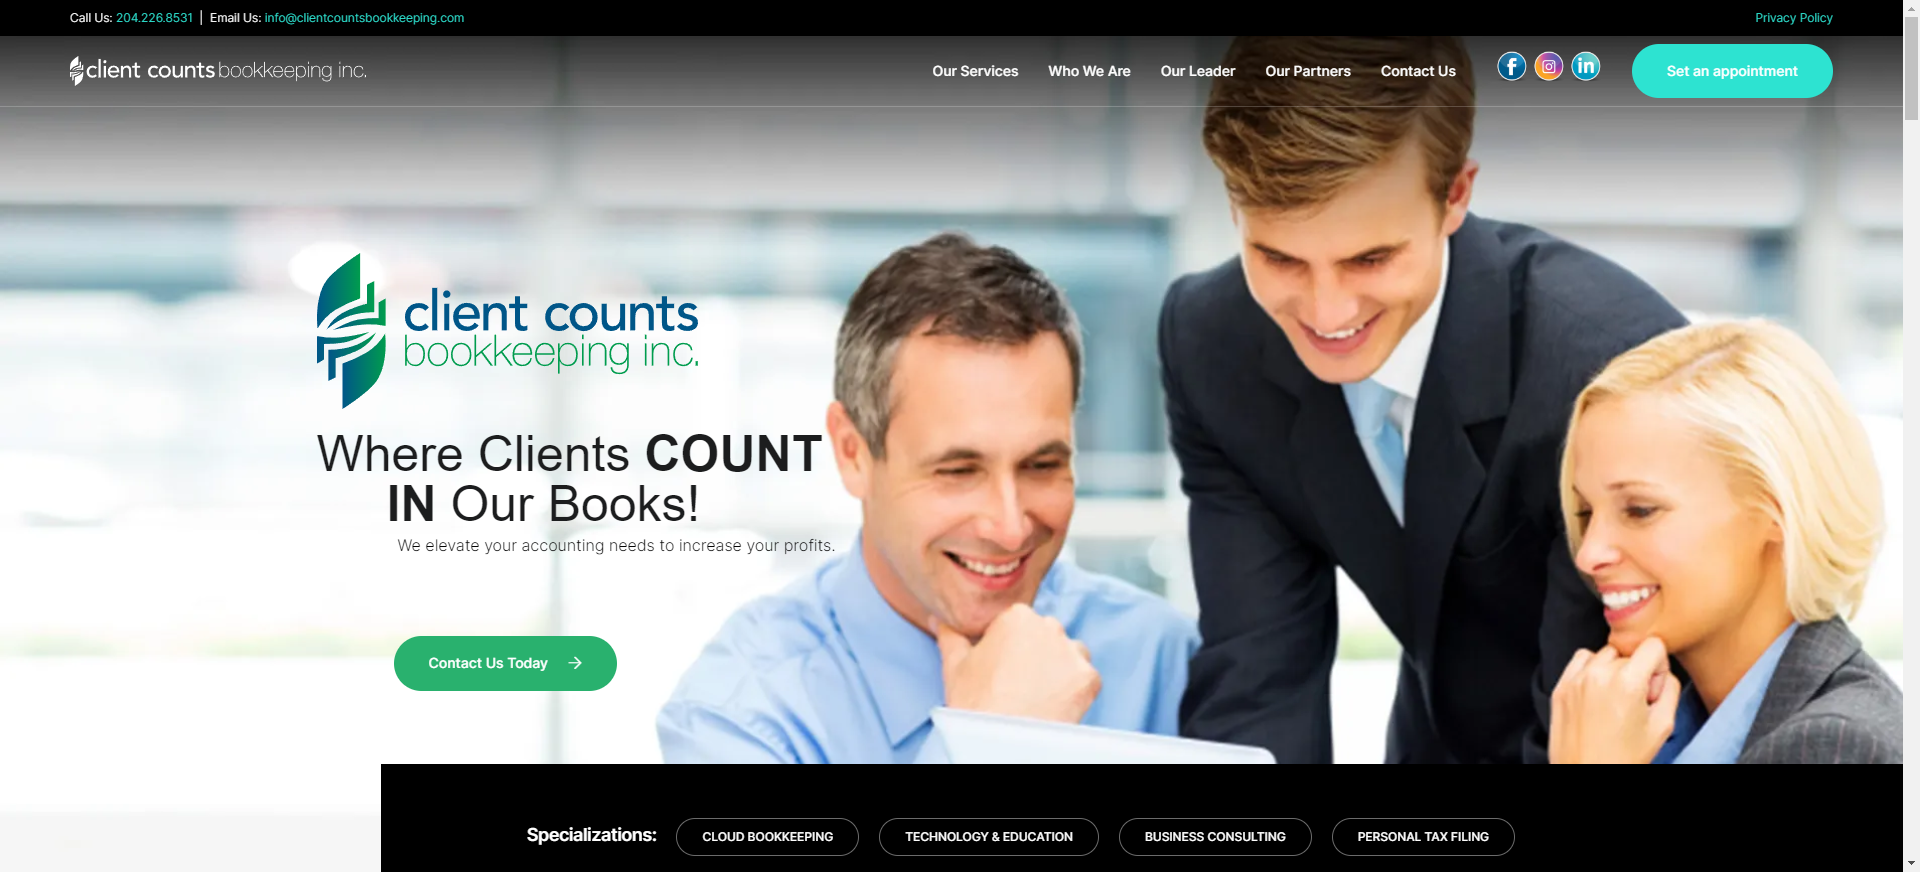 Call Us: 204.226.8531 | Email Us: info@clientcountsbookkeeping.com
Privacy Policy
client counts bookkeeping inc.
Our Services
Who We Are
Our Leader
Our Partners
Contact Us
f
in
Set an appointment
client counts
bookkeeping inc.
Where Clients COUNT
IN Our Books!
We elevate your accounting needs to increase your profits.
Contact Us Today
Specializations:
CLOUD BOOKKEEPING
TECHNOLOGY & EDUCATION
BUSINESS CONSULTING
PERSONAL TAX FILING